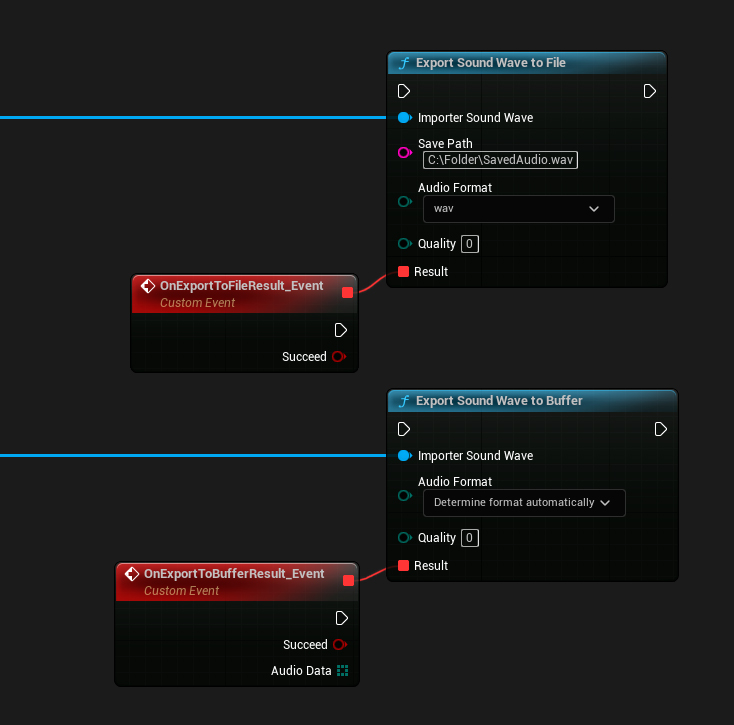 Export Sound Wave to File
Importer Sound Wave
Save Path
C:\Folder\SavedAudio.wav
Audio Format
wav
Quality 0
Result
OnExportToFileResult_Event
Custom Event
Succeed
Export Sound Wave to Buffer
Importer Sound Wave
Audio Format
Determine format automatically
Quality 0
Result
OnExportToBufferResult_Event
Custom Event
Succeed
Audio Data